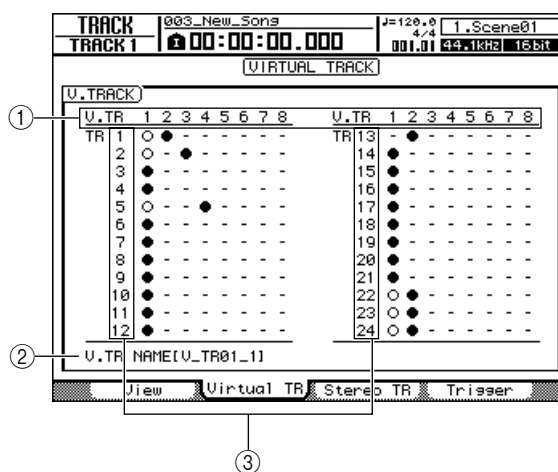 TRACK
TRACK 1
003_New_Song
00:00:00.000
♩=120.0
4/4
001.01
1.Scene01
44.1kHz 16bit
VIRTUAL TRACK
V.TRACK
① V.TR 1 2 3 4 5 6 7 8 V.TR 1 2 3 4 5 6 7 8
TR 1 ○ ● - - - - - - TR 13 - ● - - - - - -
2 ○ - ● - - - - - 14 ● - - - - - - -
3 ● - - - - - - - 15 ● - - - - - - -
4 ● - - - - - - - 16 ● - - - - - - -
5 ○ - - ● - - - - 17 ● - - - - - - -
6 ● - - - - - - - 18 ● - - - - - - -
7 ● - - - - - - - 19 ● - - - - - - -
8 ● - - - - - - - 20 ● - - - - - - -
9 ● - - - - - - - 21 ● - - - - - - -
10 ● - - - - - - - 22 ○ ● - - - - - -
11 ● - - - - - - - 23 ○ ● - - - - - -
12 ● - - - - - - - 24 ○ ● - - - - - -
② V.TR NAME[V_TR01_1]
View Virtual TR Stereo TR Trigger
③